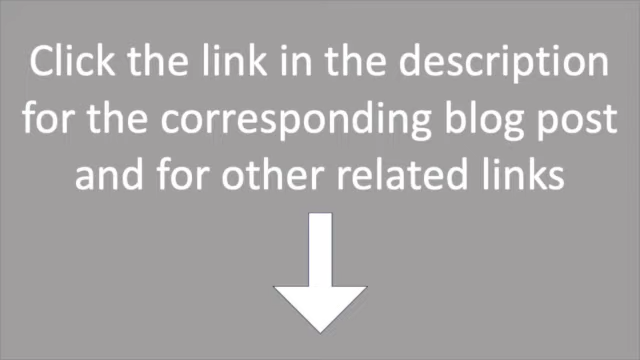 Click the link in the description
for the corresponding blog post
and for other related links